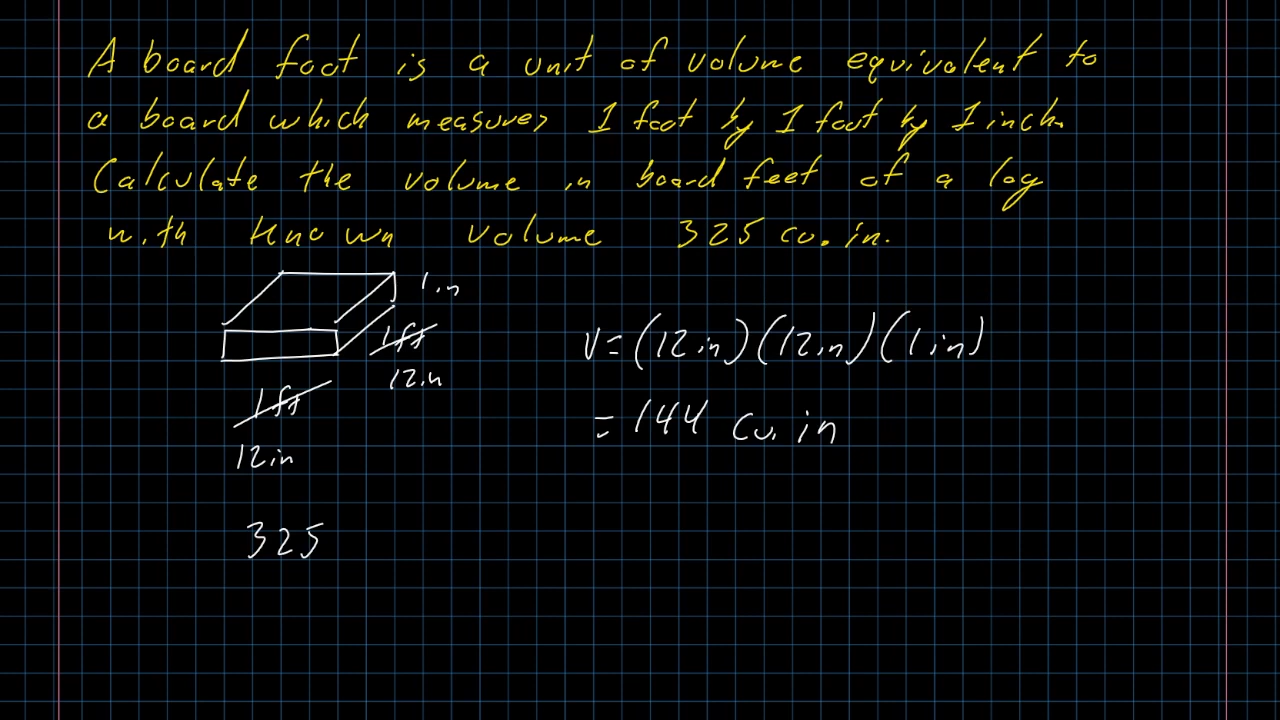 A board foot is a unit of volume equivalent to
a board which measures 1 foot by 1 foot by 1 inch.
Calculate the volume in board feet of a log
with known volume 325 cu. in.
1 in
1 ft
12 in
1 ft
12 in
V = (12 in)(12 in)(1 in)
= 144 cu. in
325